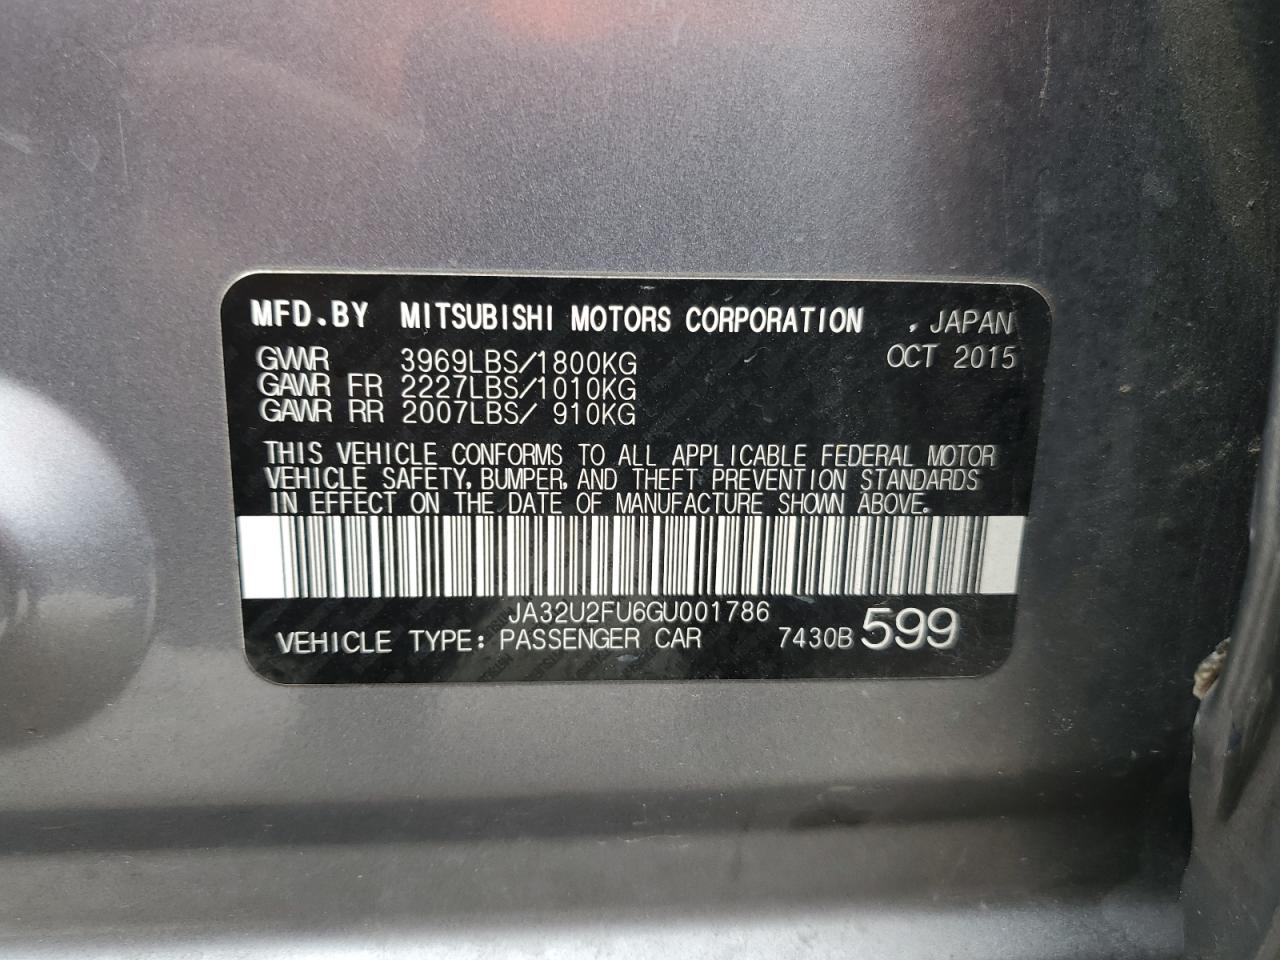 MFD.BY MITSUBISHI MOTORS CORPORATION , JAPAN
GVWR 3969LBS/1800KG OCT 2015
GAWR FR 2227LBS/1010KG
GAWR RR 2007LBS/ 910KG
THIS VEHICLE CONFORMS TO ALL APPLICABLE FEDERAL MOTOR
VEHICLE SAFETY, BUMPER, AND THEFT PREVENTION STANDARDS
IN EFFECT ON THE DATE OF MANUFACTURE SHOWN ABOVE.
JA32U2FU6GU001786
VEHICLE TYPE: PASSENGER CAR 7430B 599